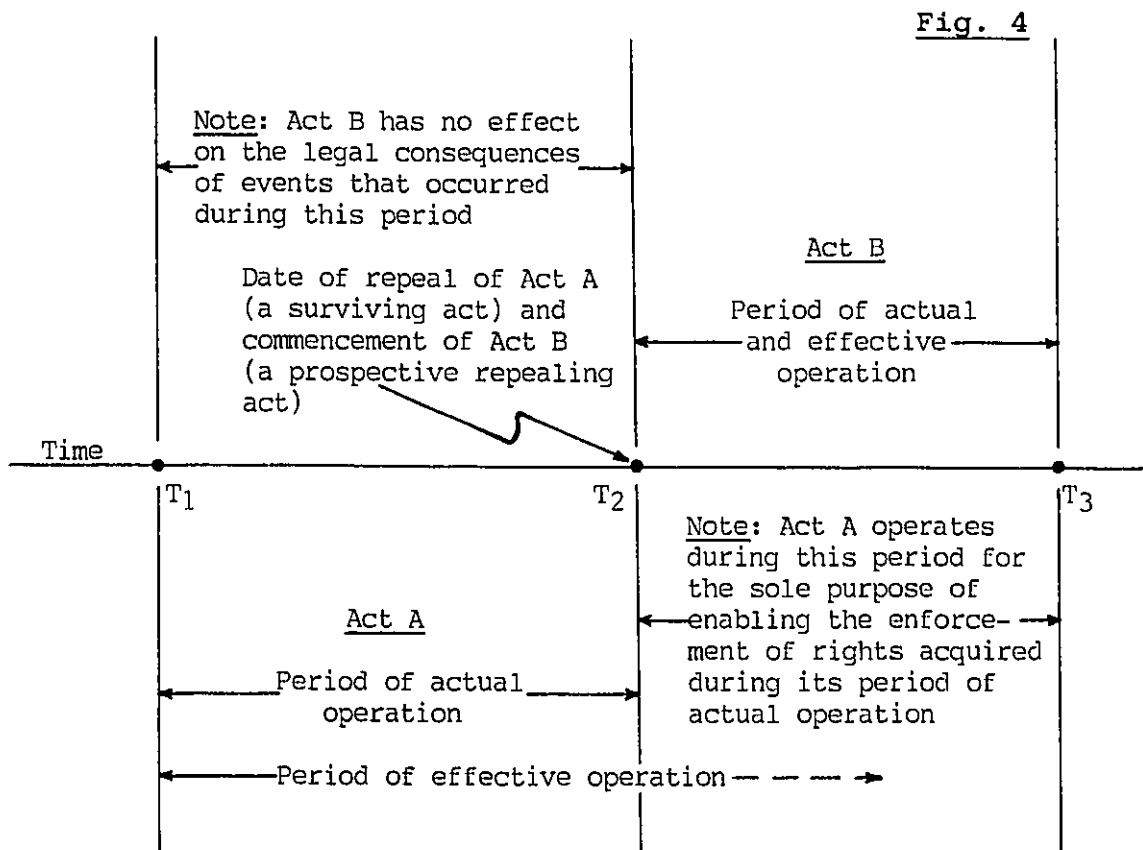 Fig. 4
Note: Act B has no effect
on the legal consequences
of events that occurred
during this period
Date of repeal of Act A
(a surviving act) and
commencement of Act B
(a prospective repealing
act)
Act B
Period of actual
and effective
operation
Time
T1
T2
T3
Note: Act A operates
during this period for
the sole purpose of
enabling the enforce-
ment of rights acquired
during its period of
actual operation
Act A
Period of actual
operation
Period of effective operation